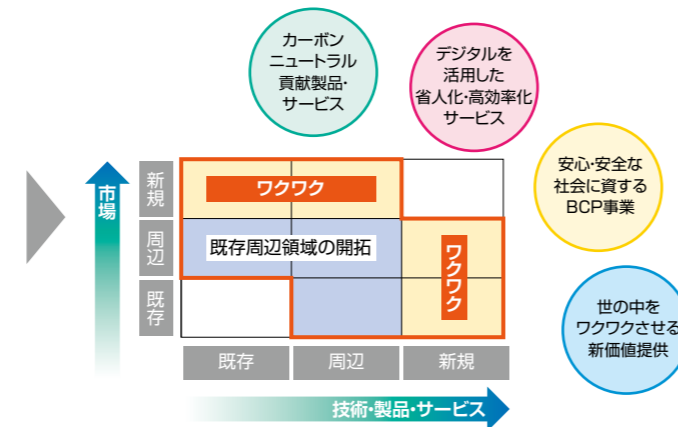 カーボン
ニュートラル
貢献製品・
サービス
デジタルを
活用した
省人化・高効率化
サービス
安心・安全な
社会に資する
BCP事業
世の中を
ワクワクさせる
新価値提供
市場
新規
周辺
既存
ワクワク
既存周辺領域の開拓
ワクワク
既存
周辺
新規
技術・製品・サービス